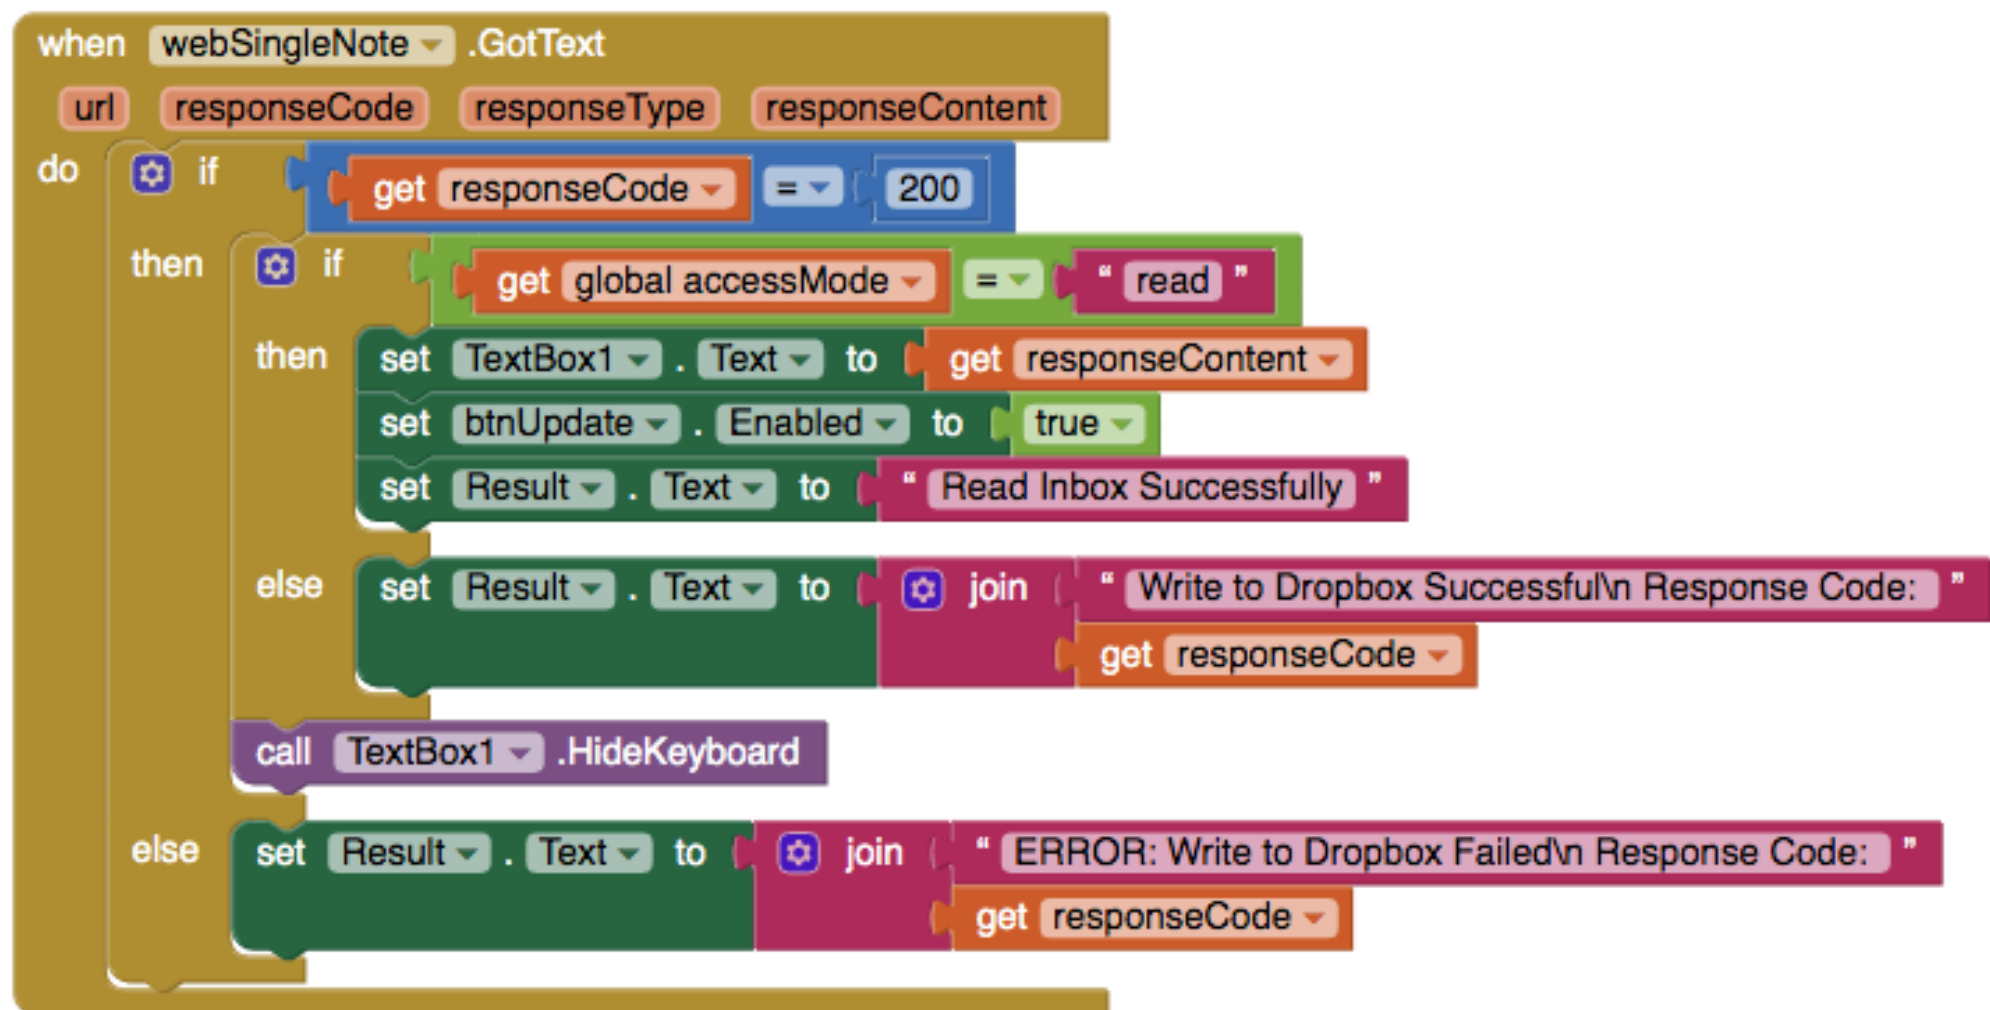 when webSingleNote .GotText
url responseCode responseType responseContent
do if get responseCode = 200
then if get global accessMode = “ read ”
then set TextBox1 . Text to get responseContent
set btnUpdate . Enabled to true
set Result . Text to “ Read Inbox Successfully ”
else set Result . Text to join “ Write to Dropbox Successful\n Response Code: ”
get responseCode
call TextBox1 .HideKeyboard
else set Result . Text to join “ ERROR: Write to Dropbox Failed\n Response Code: ”
get responseCode